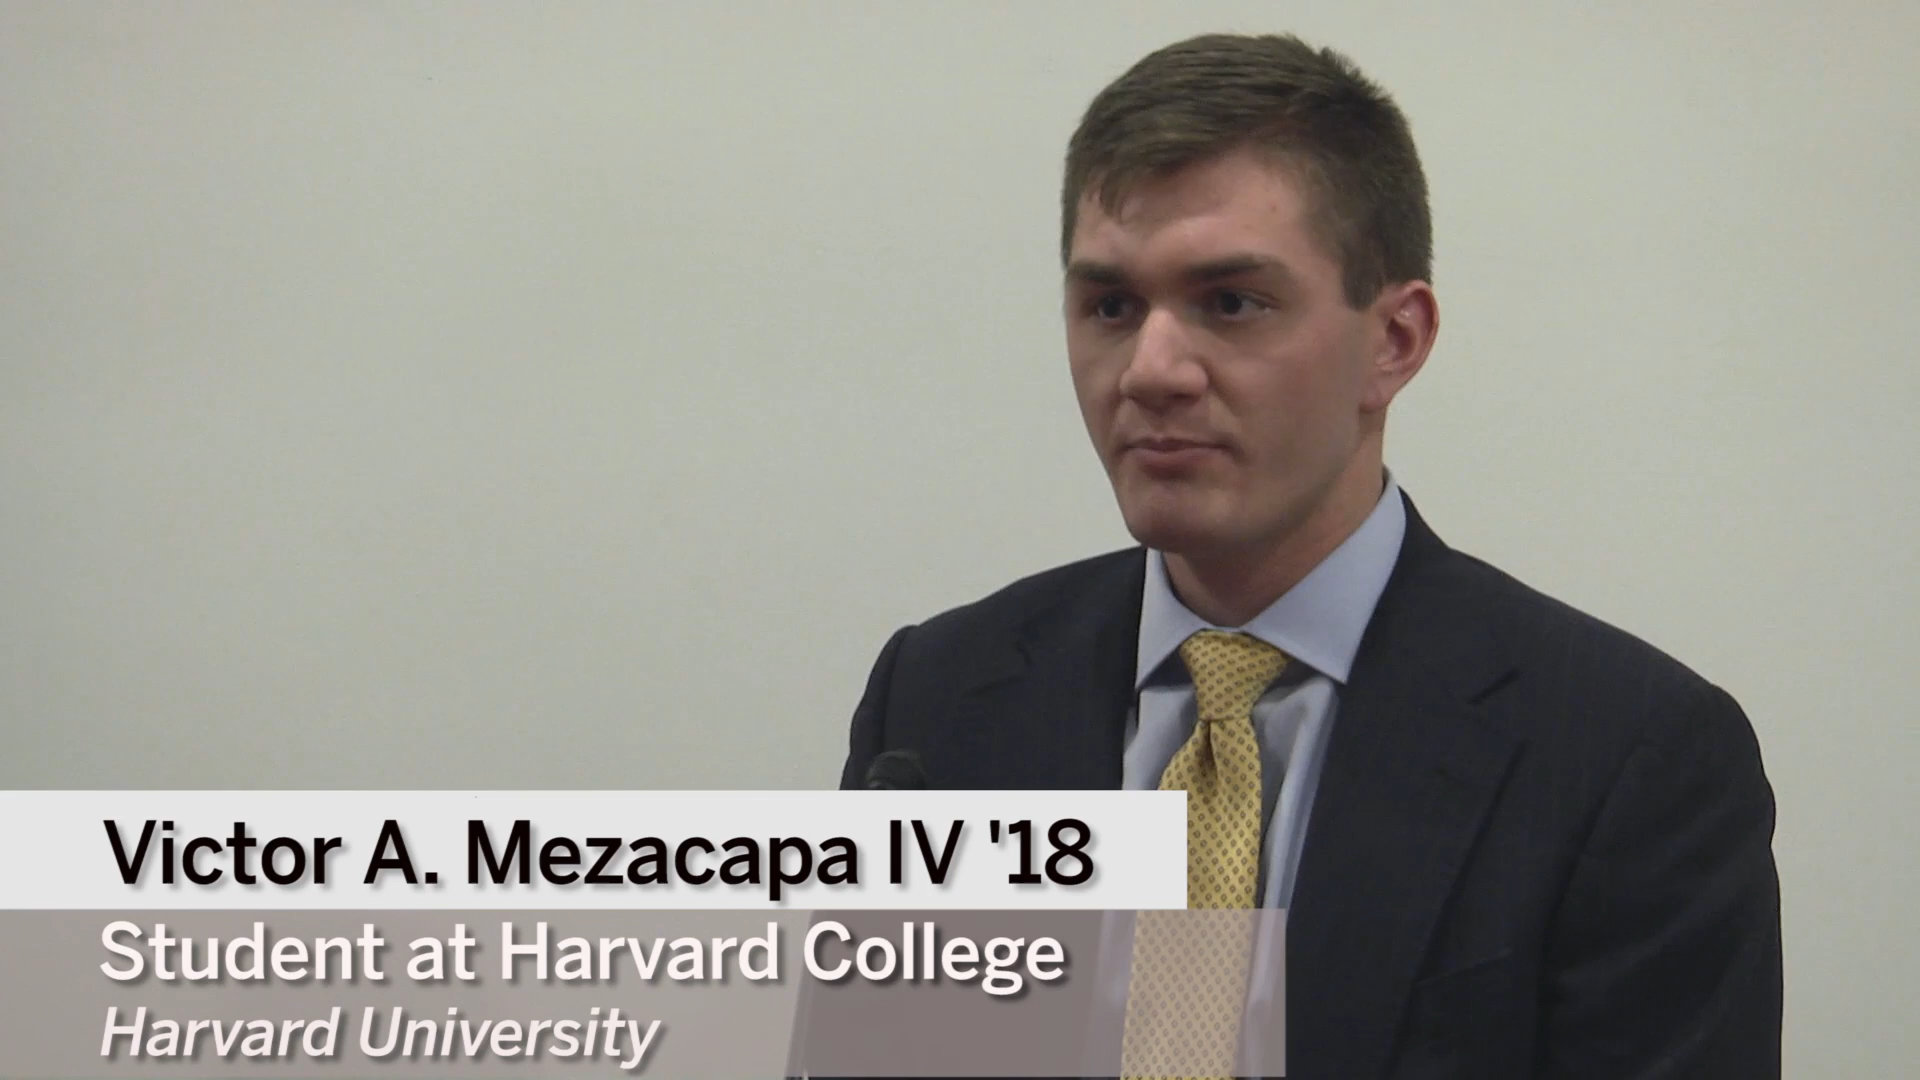 Victor A. Mezacapa IV '18
Student at Harvard College
Harvard University